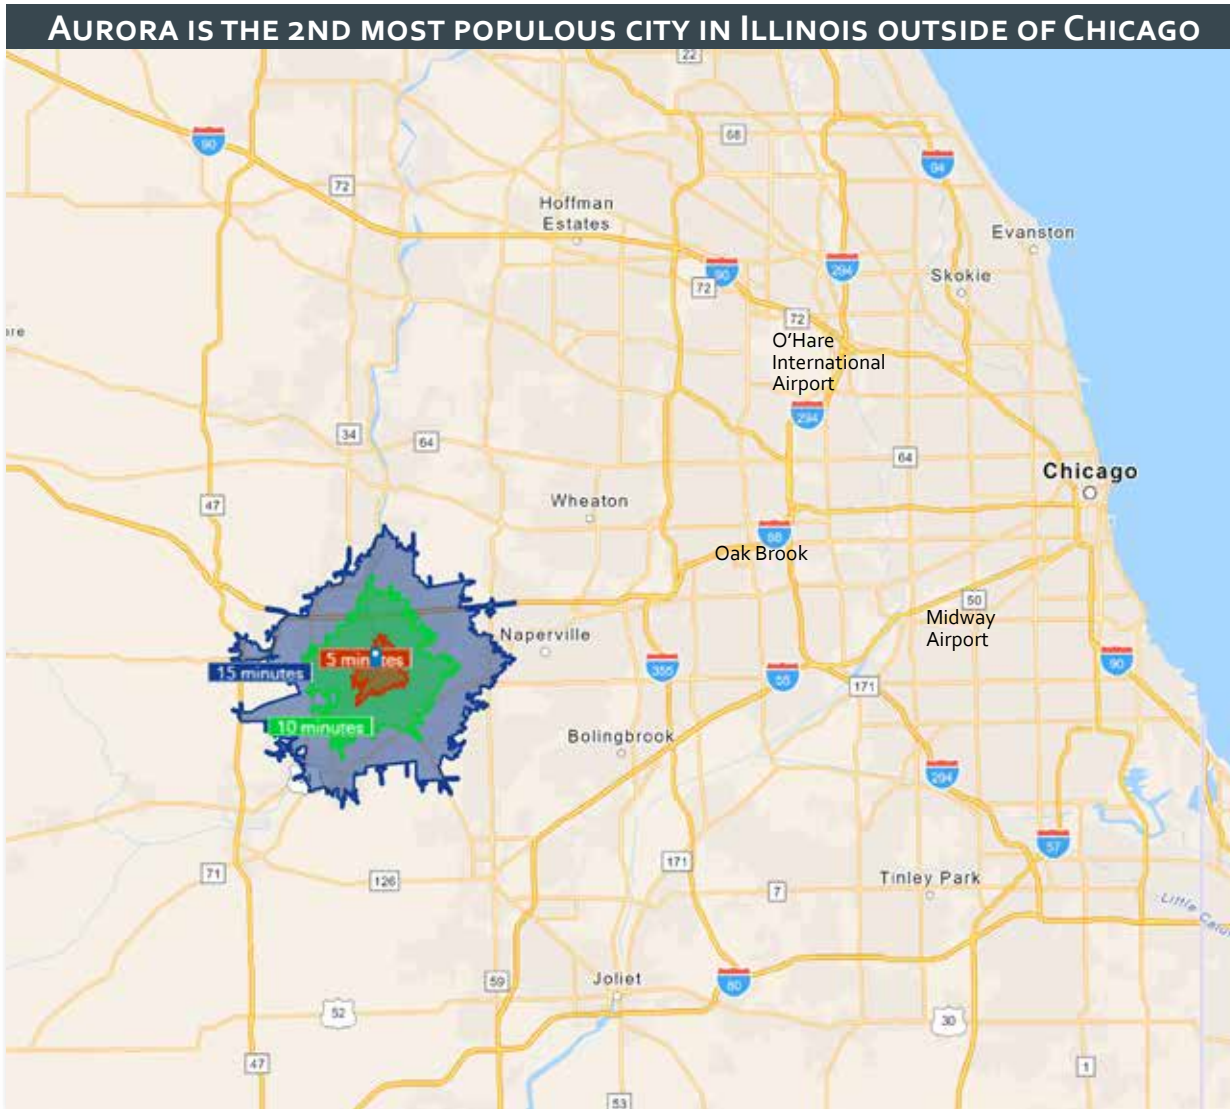 AURORA IS THE 2ND MOST POPULOUS CITY IN ILLINOIS OUTSIDE OF CHICAGO
22
68
90
94
72
Hoffman
Estates
Evanston
90
294
Skokie
72
72
O'Hare
International
Airport
294
34
64
64
Chicago
47
Wheaton
88
Oak Brook
50
Midway
Airport
Naperville
5 minutes
15 minutes
355
55
171
90
10 minutes
Bolingbrook
294
57
171
71
126
7
Tinley Park
Little
59
Joliet
80
52
30
47
1
53